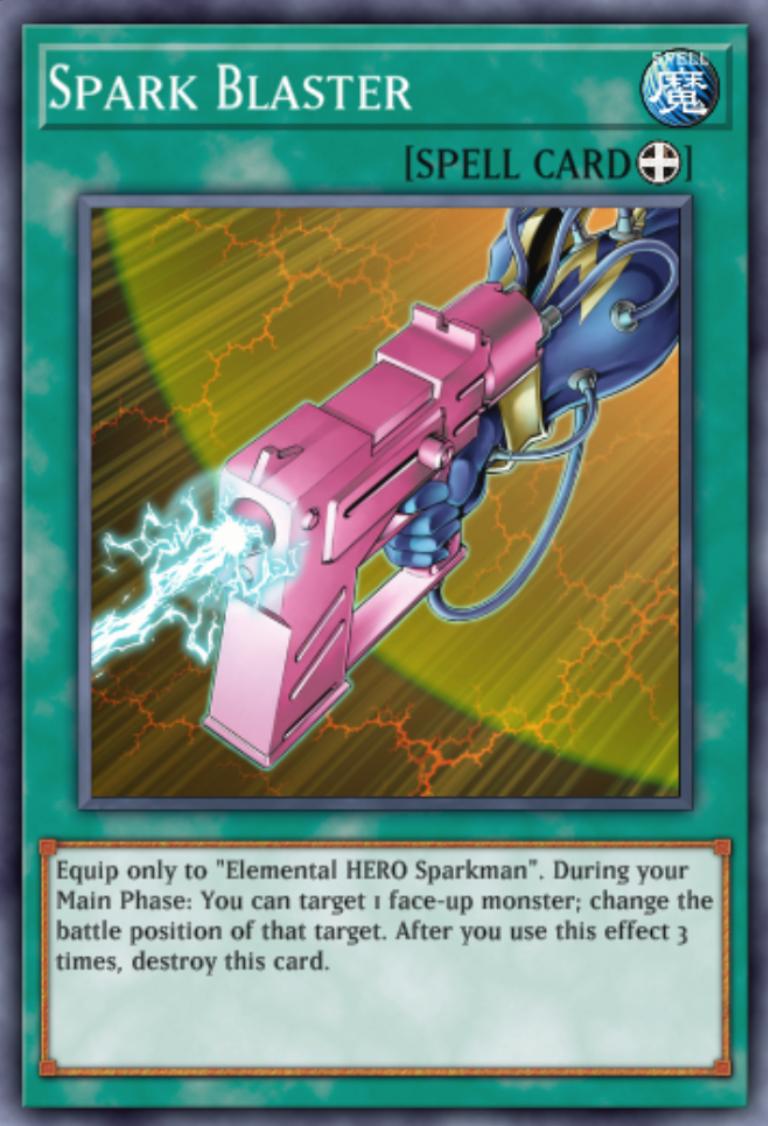 Spark Blaster
SPELL
魔
[SPELL CARD]
Equip only to "Elemental HERO Sparkman". During your
Main Phase: You can target 1 face-up monster; change the
battle position of that target. After you use this effect 3
times, destroy this card.